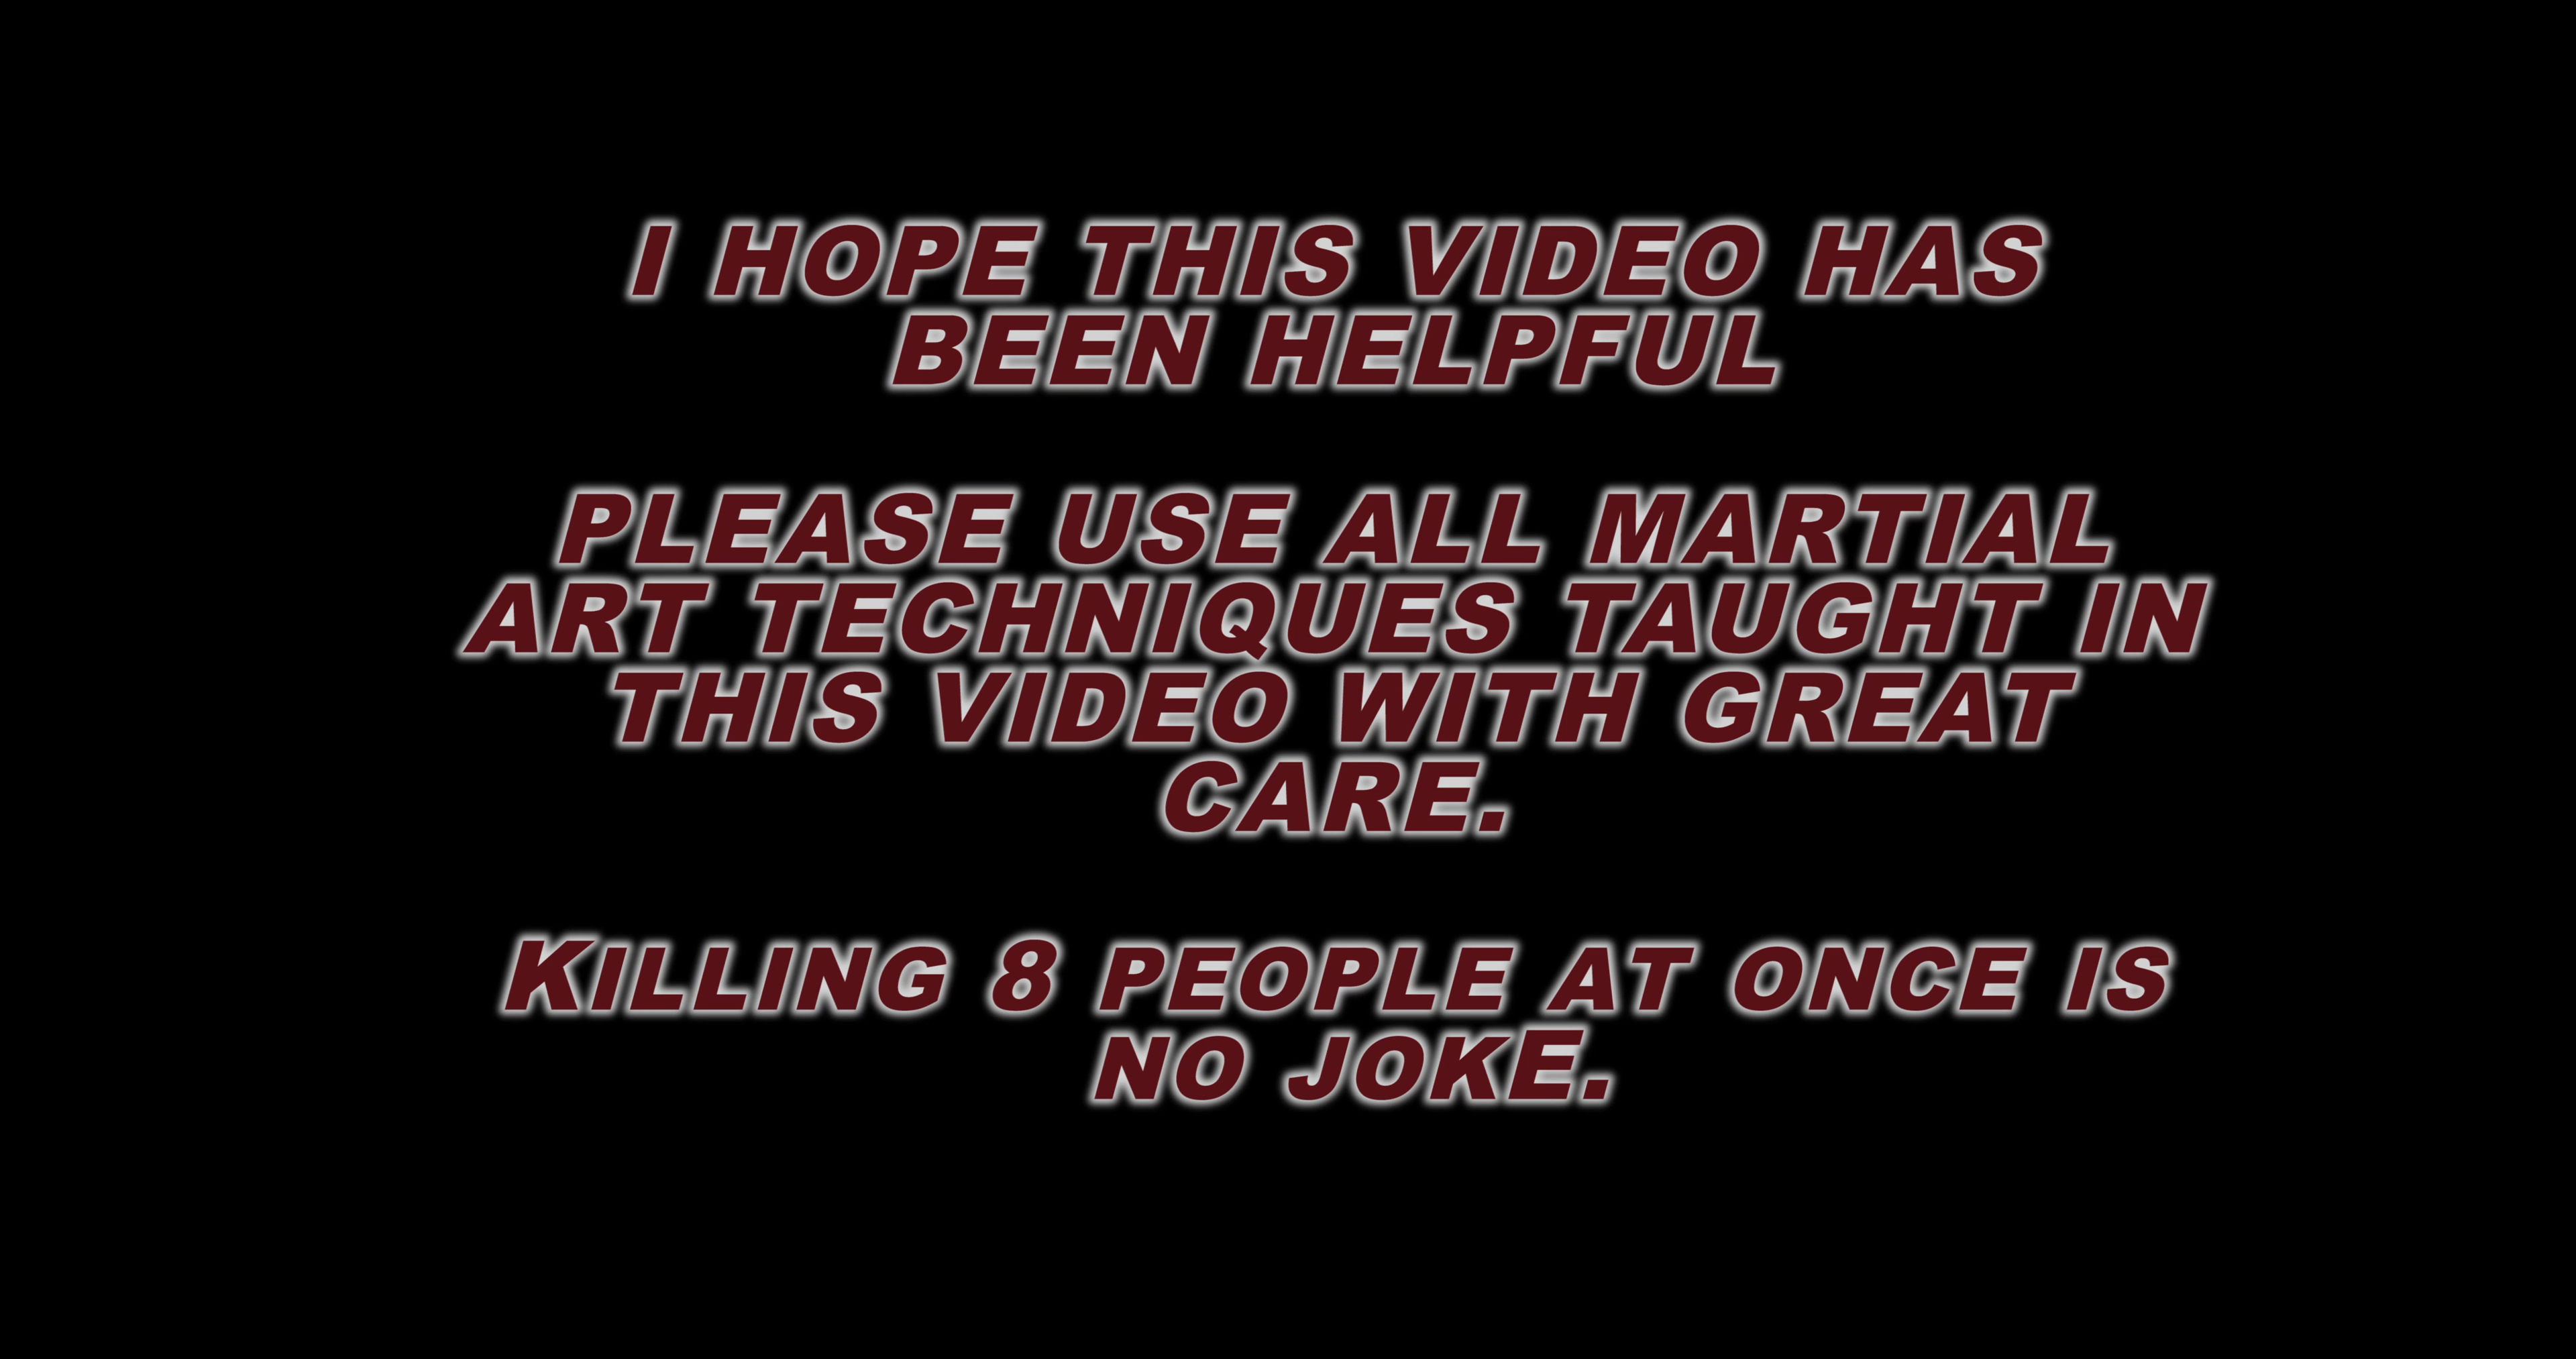 I HOPE THIS VIDEO HAS
BEEN HELPFUL
PLEASE USE ALL MARTIAL
ART TECHNIQUES TAUGHT IN
THIS VIDEO WITH GREAT
CARE.
KILLING 8 PEOPLE AT ONCE IS
NO JOKE.